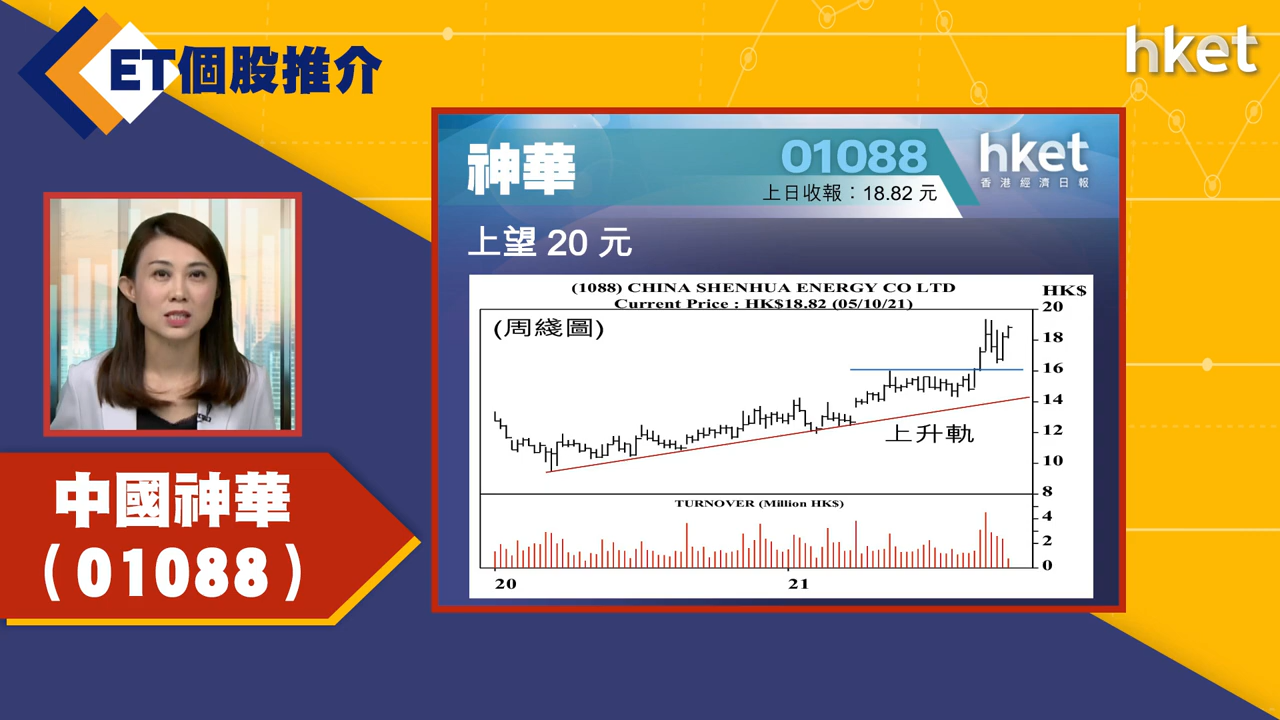 ET個股推介
hket
神華
01088
上日收報：18.82 元
hket
香港經濟日報
上望 20 元
(1088) CHINA SHENHUA ENERGY CO LTD
Current Price : HK$18.82 (05/10/21)
HK$
(周綫圖)
20
18
16
14
12
10
8
上升軌
TURNOVER (Million HK$)
4
2
0
20
21
中國神華
(01088)